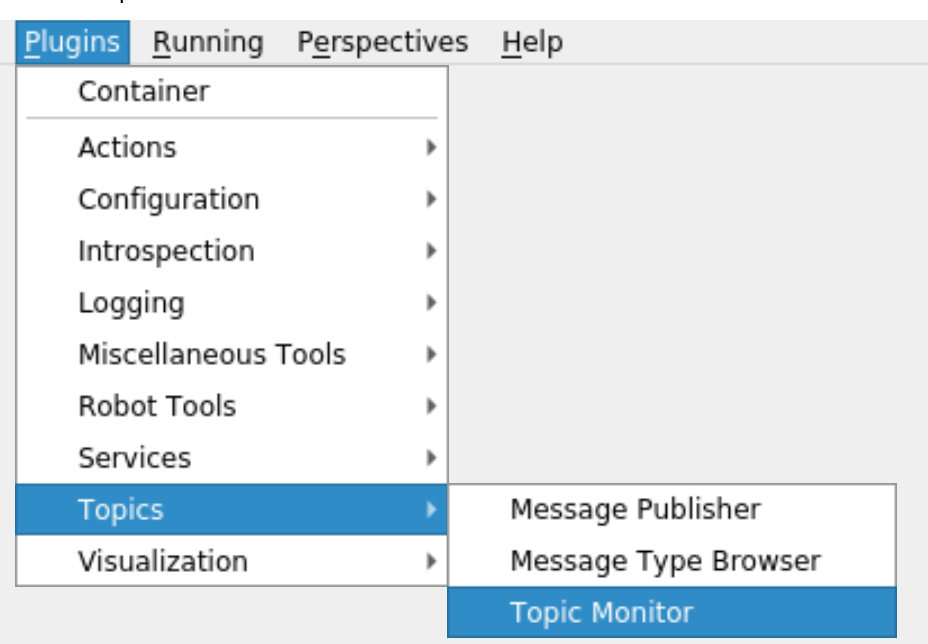 Plugins Running Perspectives Help
Container
Actions
Configuration
Introspection
Logging
Miscellaneous Tools
Robot Tools
Services
Topics
Visualization
Message Publisher
Message Type Browser
Topic Monitor